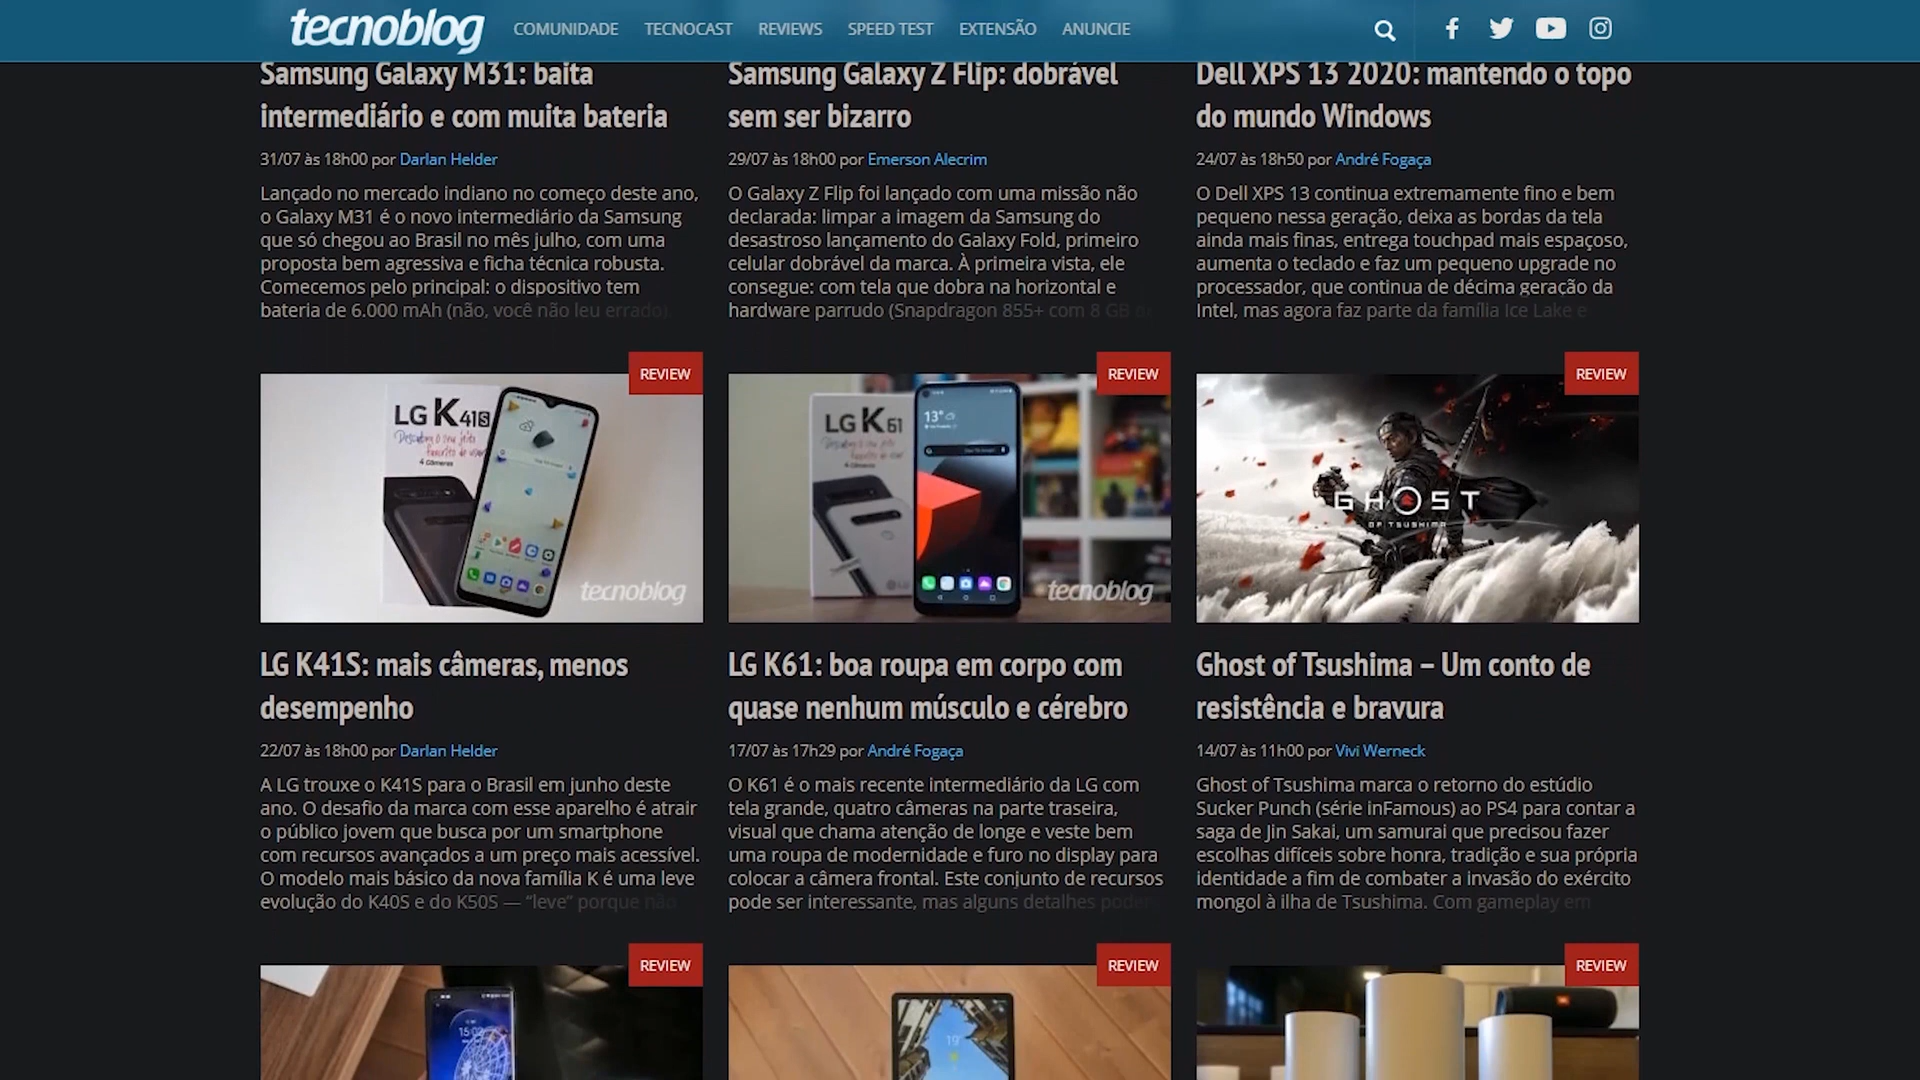 tecnoblog
COMUNIDADE TECNOCAST REVIEWS SPEED TEST EXTENSÃO ANUNCIE
Samsung Galaxy M31: baita
intermediário e com muita bateria
31/07 às 18h00 por Darlan Helder
Lançado no mercado indiano no começo deste ano,
o Galaxy M31 é o novo intermediário da Samsung
que só chegou ao Brasil no mês julho, com uma
proposta bem agressiva e ficha técnica robusta.
Comecemos pelo principal: o dispositivo tem
bateria de 6.000 mAh (não, você não leu errado).
Samsung Galaxy Z Flip: dobrável
sem ser bizarro
29/07 às 18h00 por Emerson Alecrim
O Galaxy Z Flip foi lançado com uma missão não
declarada: limpar a imagem da Samsung do
desastroso lançamento do Galaxy Fold, primeiro
celular dobrável da marca. À primeira vista, ele
consegue: com tela que dobra na horizontal e
hardware parrudo (Snapdragon 855+ com 8 GB
Dell XPS 13 2020: mantendo o topo
do mundo Windows
24/07 às 18h50 por André Fogaça
O Dell XPS 13 continua extremamente fino e bem
pequeno nessa geração, deixa as bordas da tela
ainda mais finas, entrega touchpad mais espaçoso,
aumenta o teclado e faz um pequeno upgrade no
processador, que continua de décima geração da
Intel, mas agora faz parte da família Ice Lake e
REVIEW
LG K41S
4 Câmeras
tecnoblog
LG K41S: mais câmeras, menos
desempenho
22/07 às 18h00 por Darlan Helder
A LG trouxe o K41S para o Brasil em junho deste
ano. O desafio da marca com esse aparelho é atrair
o público jovem que busca por um smartphone
com recursos avançados a um preço mais acessível.
O modelo mais básico da nova família K é uma leve
evolução do K40S e do K50S — “leve” porque não
REVIEW
LG K61
4 Câmeras
13°
LG
tecnoblog
LG K61: boa roupa em corpo com
quase nenhum músculo e cérebro
17/07 às 17h29 por André Fogaça
O K61 é o mais recente intermediário da LG com
tela grande, quatro câmeras na parte traseira,
visual que chama atenção de longe e veste bem
uma roupa de modernidade e furo no display para
colocar a câmera frontal. Este conjunto de recursos
pode ser interessante, mas alguns detalhes podem
REVIEW
GHOST
OF TSUSHIMA
Ghost of Tsushima – Um conto de
resistência e bravura
14/07 às 11h00 por Vivi Werneck
Ghost of Tsushima marca o retorno do estúdio
Sucker Punch (série inFamous) ao PS4 para contar a
saga de Jin Sakai, um samurai que precisou fazer
escolhas difíceis sobre honra, tradição e sua própria
identidade a fim de combater a invasão do exército
mongol à ilha de Tsushima. Com gameplay em
REVIEW
15:02
REVIEW
19°
REVIEW
JBL